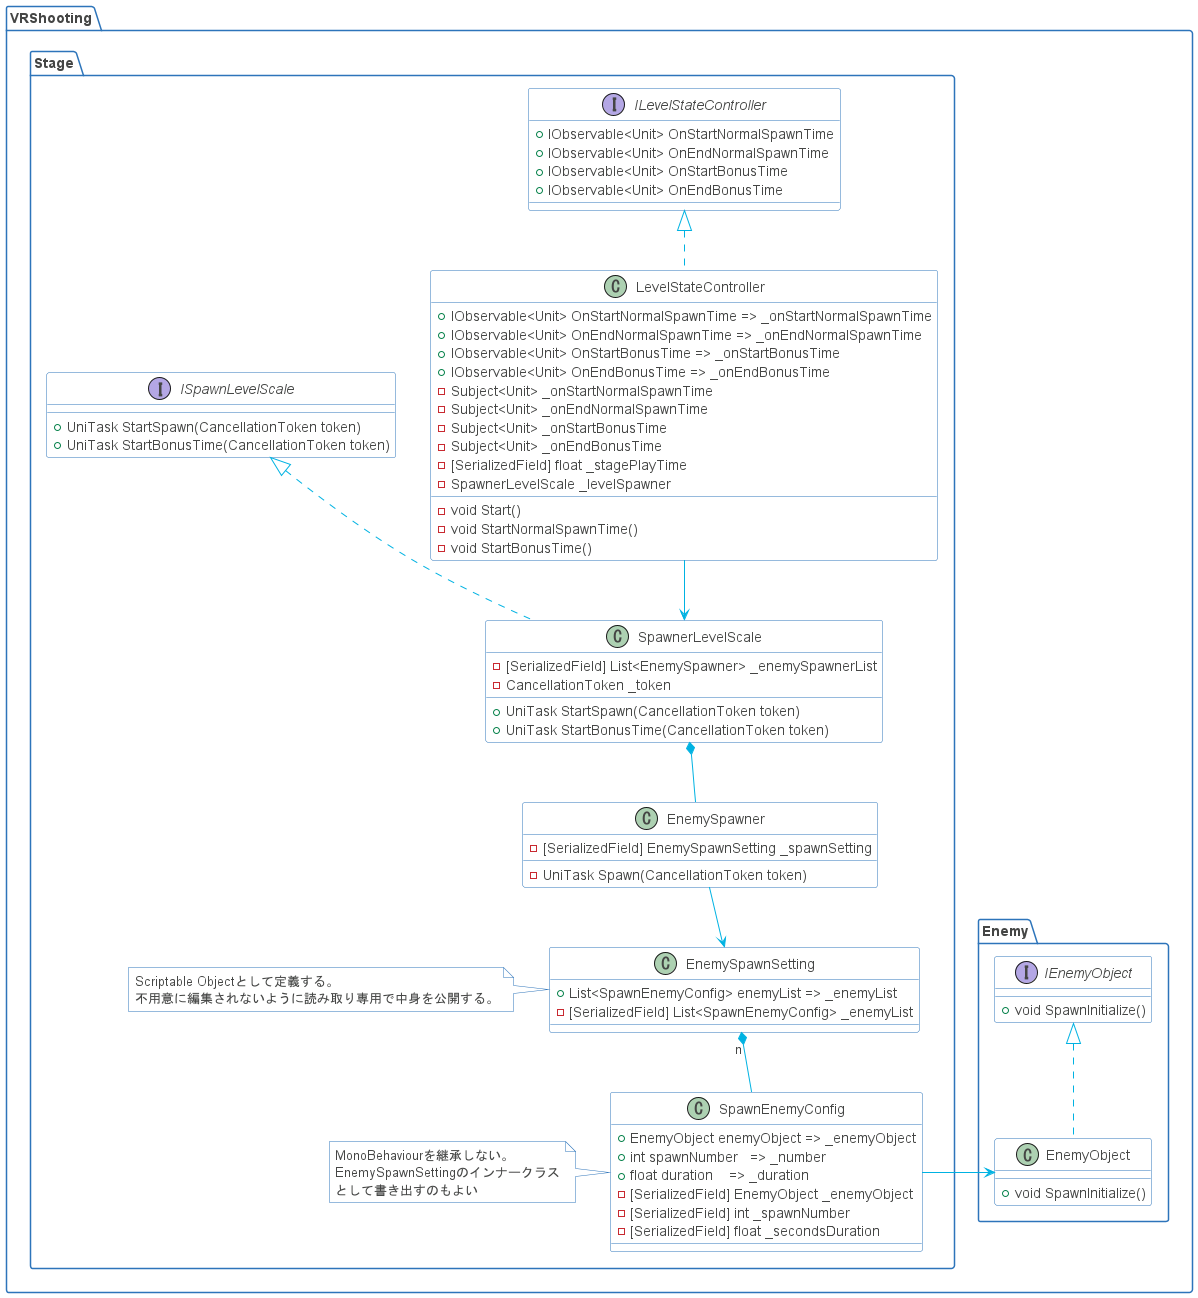 VRShooting
Stage
I ILevelStateController
IObservable<Unit> OnStartNormalSpawnTime
IObservable<Unit> OnEndNormalSpawnTime
IObservable<Unit> OnStartBonusTime
IObservable<Unit> OnEndBonusTime
C LevelStateController
IObservable<Unit> OnStartNormalSpawnTime => _onStartNormalSpawnTime
IObservable<Unit> OnEndNormalSpawnTime => _onEndNormalSpawnTime
IObservable<Unit> OnStartBonusTime => _onStartBonusTime
IObservable<Unit> OnEndBonusTime => _onEndBonusTime
Subject<Unit> _onStartNormalSpawnTime
Subject<Unit> _onEndNormalSpawnTime
Subject<Unit> _onStartBonusTime
Subject<Unit> _onEndBonusTime
[SerializedField] float _stagePlayTime
SpawnerLevelScale _levelSpawner
void Start()
void StartNormalSpawnTime()
void StartBonusTime()
I ISpawnLevelScale
UniTask StartSpawn(CancellationToken token)
UniTask StartBonusTime(CancellationToken token)
C SpawnerLevelScale
[SerializedField] List<EnemySpawner> _enemySpawnerList
CancellationToken _token
UniTask StartSpawn(CancellationToken token)
UniTask StartBonusTime(CancellationToken token)
C EnemySpawner
[SerializedField] EnemySpawnSetting _spawnSetting
UniTask Spawn(CancellationToken token)
Scriptable Objectとして定義する。
不用意に編集されないように読み取り専用で中身を公開する。
C EnemySpawnSetting
List<SpawnEnemyConfig> enemyList => _enemyList
[SerializedField] List<SpawnEnemyConfig> _enemyList
n
MonoBehaviourを継承しない。
EnemySpawnSettingのインナークラス
として書き出すのもよい
C SpawnEnemyConfig
EnemyObject enemyObject => _enemyObject
int spawnNumber => _number
float duration => _duration
[SerializedField] EnemyObject _enemyObject
[SerializedField] int _spawnNumber
[SerializedField] float _secondsDuration
Enemy
I IEnemyObject
void SpawnInitialize()
C EnemyObject
void SpawnInitialize()